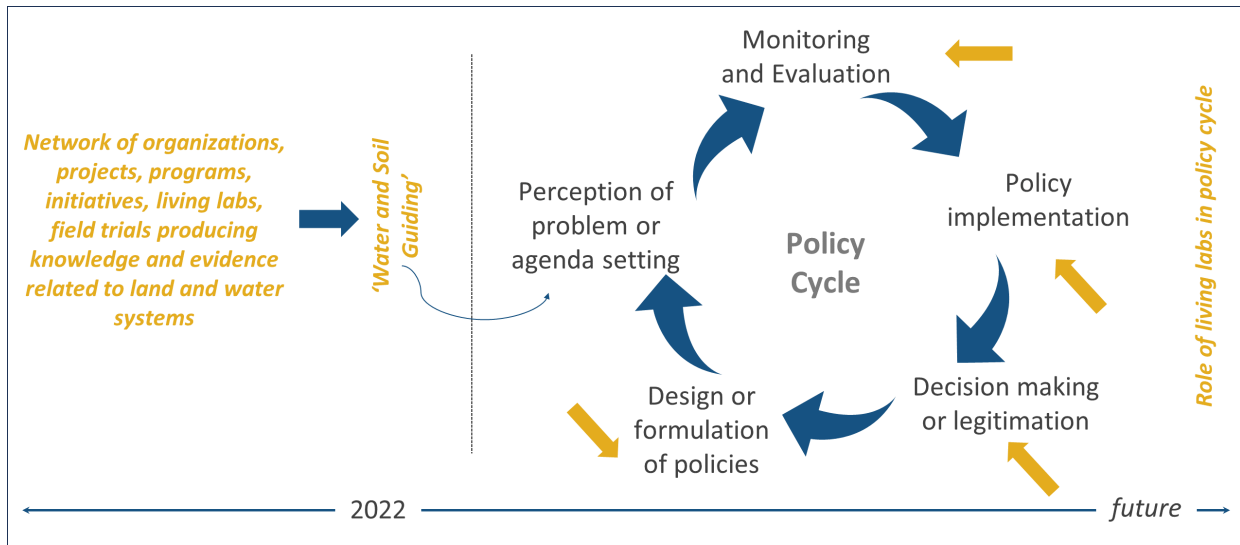 Network of organizations,
projects, programs,
initiatives, living labs,
field trials producing
knowledge and evidence
related to land and water
systems
‘Water and Soil
Guiding’
Monitoring
and Evaluation
Policy
implementation
Decision making
or legitimation
Design or
formulation
of policies
Perception of
problem or
agenda setting
Policy
Cycle
Role of living labs in policy cycle
2022
future